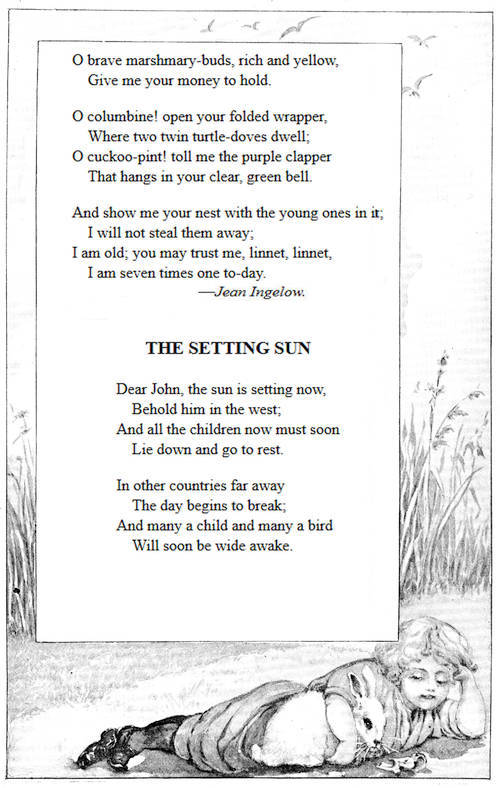 O brave marshmary-buds, rich and yellow,
Give me your money to hold.
O columbine! open your folded wrapper,
Where two twin turtle-doves dwell;
O cuckoo-pint! toll me the purple clapper
That hangs in your clear, green bell.
And show me your nest with the young ones in it;
I will not steal them away;
I am old; you may trust me, linnet, linnet,
I am seven times one to-day.
—Jean Ingelow.
THE SETTING SUN
Dear John, the sun is setting now,
Behold him in the west;
And all the children now must soon
Lie down and go to rest.
In other countries far away
The day begins to break;
And many a child and many a bird
Will soon be wide awake.